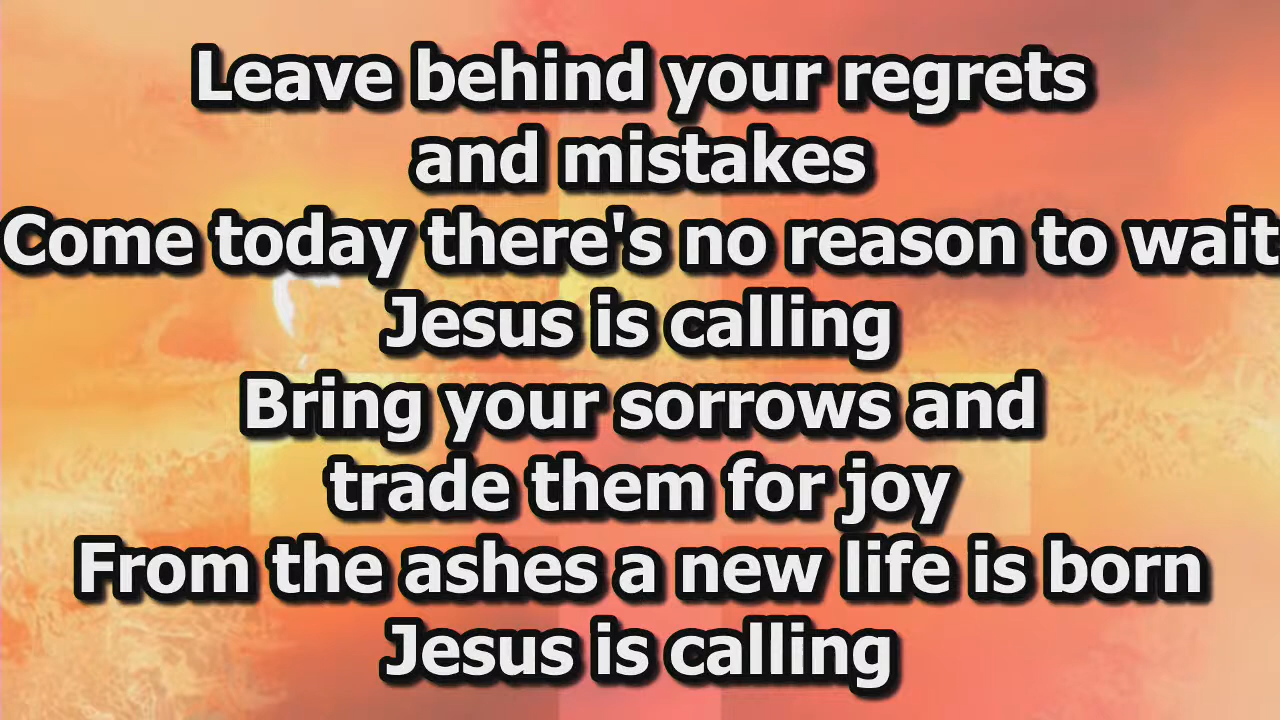 Leave behind your regrets
and mistakes
Come today there's no reason to wait
Jesus is calling
Bring your sorrows and
trade them for joy
From the ashes a new life is born
Jesus is calling